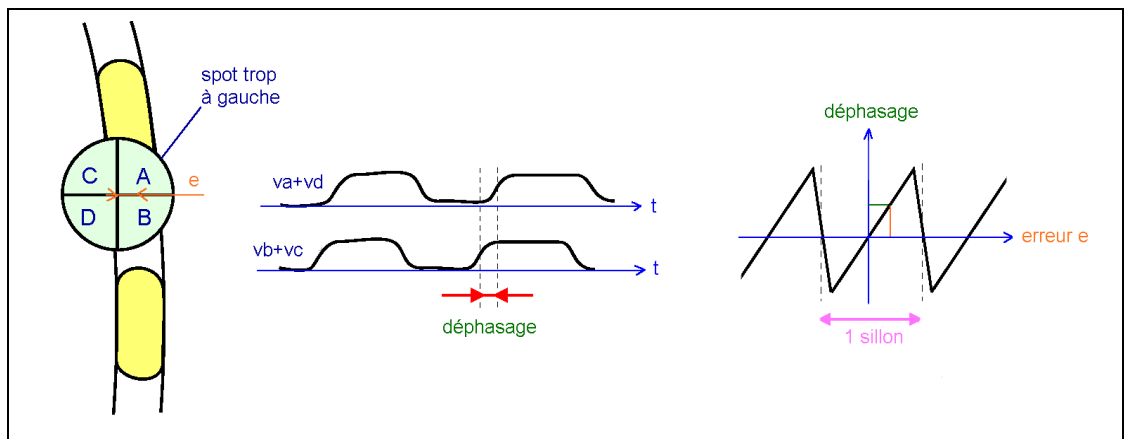 spot trop
à gauche
C
A
e
D
B
va+vd
t
vb+vc
t
déphasage
déphasage
erreur e
1 sillon